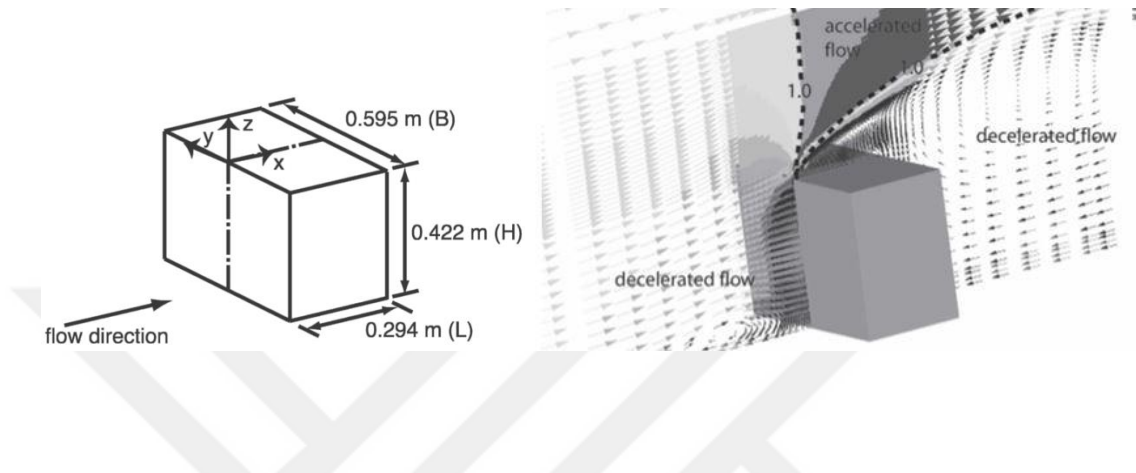 0.595 m (B)
z
y
x
0.422 m (H)
0.294 m (L)
flow direction
accelerated
flow
1.0
1.0
decelerated flow
decelerated flow